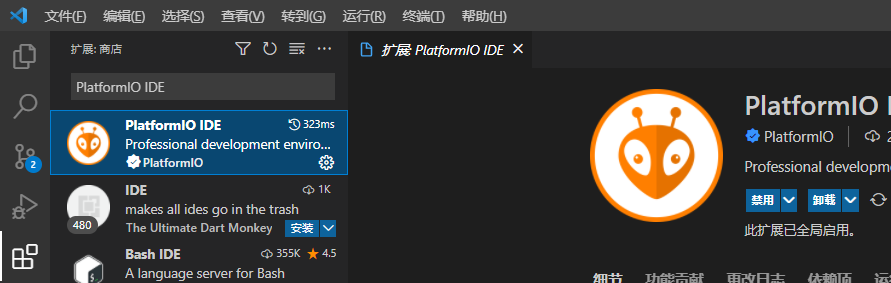 文件(F) 编辑(E) 选择(S) 查看(V) 转到(G) 运行(R) 终端(T) 帮助(H)
扩展: 商店
扩展: PlatformIO IDE
PlatformIO IDE
PlatformIO IDE 323ms
Professional development enviro...
PlatformIO
2
IDE 1K
makes all ides go in the trash
480
The Ultimate Dart Monkey 安装
Bash IDE 355K 4.5
A language server for Bash
PlatformIO
PlatformIO 2
Professional developm
禁用 卸载
此扩展已全局启用。
细节 功能贡献 更改日志 依赖项 运